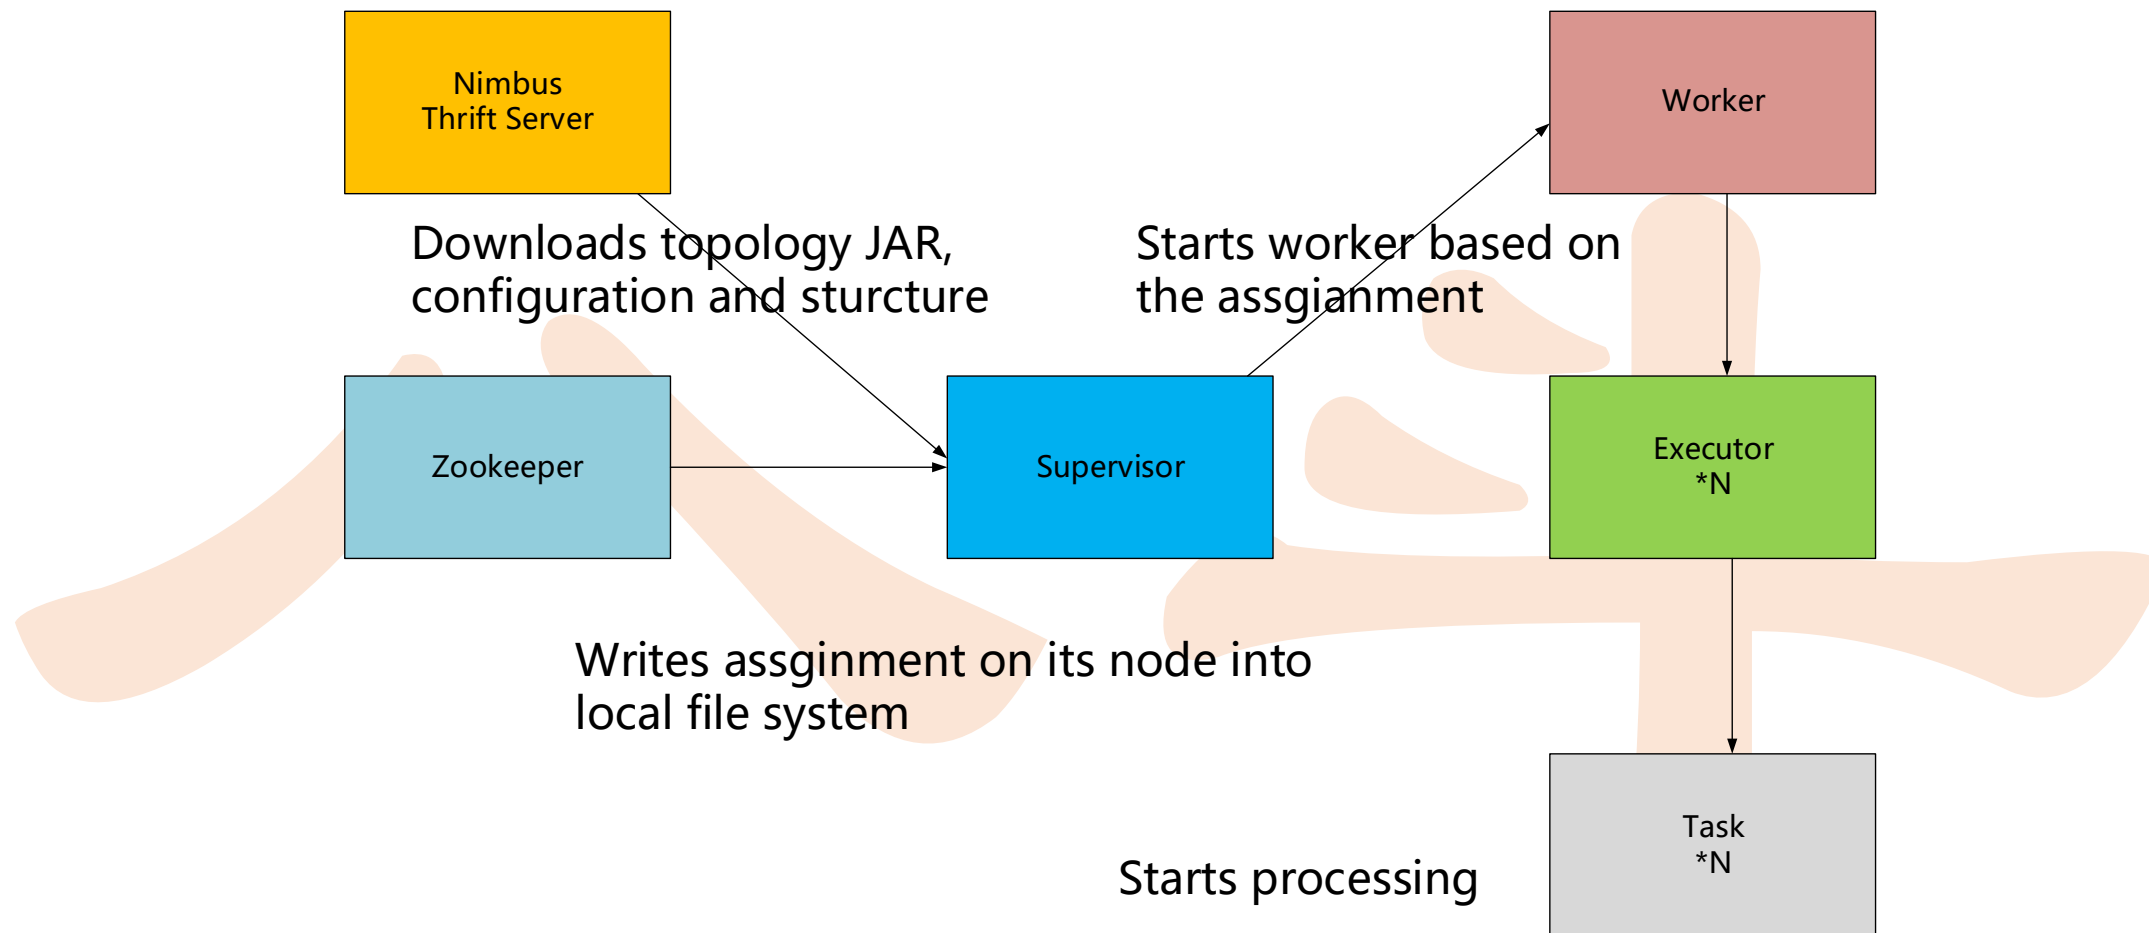 Nimbus
Thrift Server
Worker
Downloads topology JAR,
configuration and sturcture
Starts worker based on
the assgianment
Zookeeper
Supervisor
Executor
*N
Writes assginment on its node into
local file system
Task
*N
Starts processing